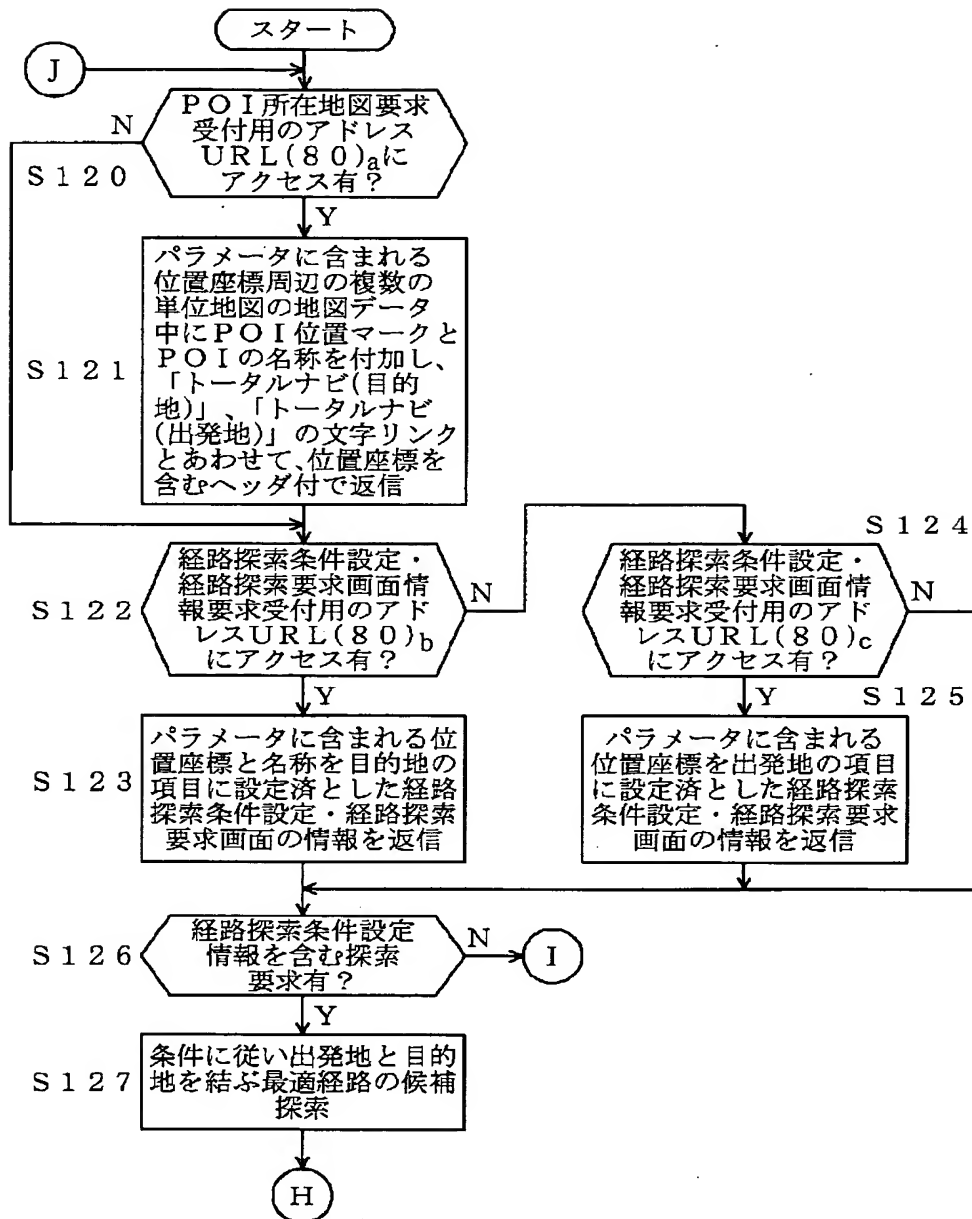 スタート
J
POI所在地図要求
受付用のアドレス
URL(80)aに
アクセス有？
N
S120
Y
パラメータに含まれる
位置座標周辺の複数の
単位地図の地図データ
中にPOI位置マークと
POIの名称を付加し、
「トータルナビ(目的
地)」、「トータルナビ
(出発地)」の文字リンク
とあわせて、位置座標を
含むヘッダ付で返信
S121
経路探索条件設定・
経路探索要求画面情
報要求受付用のアド
レスURL(80)b
にアクセス有？
S122
N
Y
S124
経路探索条件設定・
経路探索要求画面情
報要求受付用のアド
レスURL(80)c
にアクセス有？
N
Y
S123
パラメータに含まれる位
置座標と名称を目的地の
項目に設定済とした経路
探索条件設定・経路探索
要求画面の情報を返信
S125
パラメータに含まれる
位置座標を出発地の項目
に設定済とした経路探索
条件設定・経路探索要求
画面の情報を返信
S126
経路探索条件設定
情報を含む探索
要求有？
N
I
Y
S127
条件に従い出発地と目的
地を結ぶ最適経路の候補
探索
H